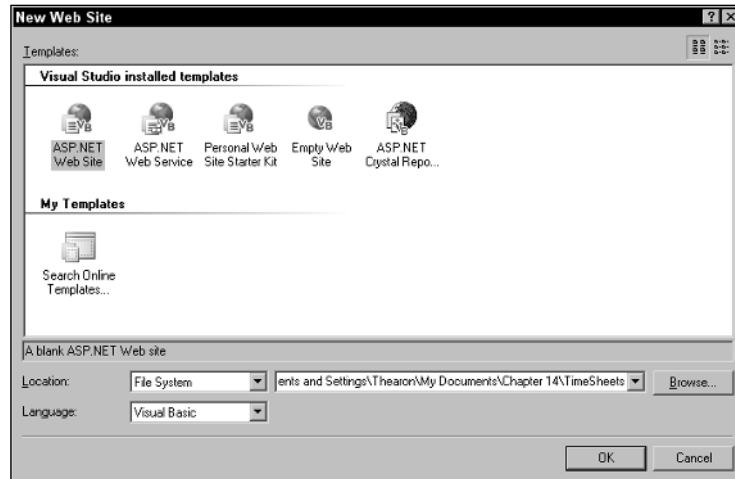 New Web Site
Templates:
Visual Studio installed templates
ASP.NET Web Site
ASP.NET Web Service
Personal Web Site Starter Kit
Empty Web Site
ASP.NET Crystal Repo...
My Templates
Search Online Templates...
A blank ASP.NET Web site
Location: File System ents and Settings\Thearon\My Documents\Chapter 14\TimeSheets Browse...
Language: Visual Basic
OK Cancel